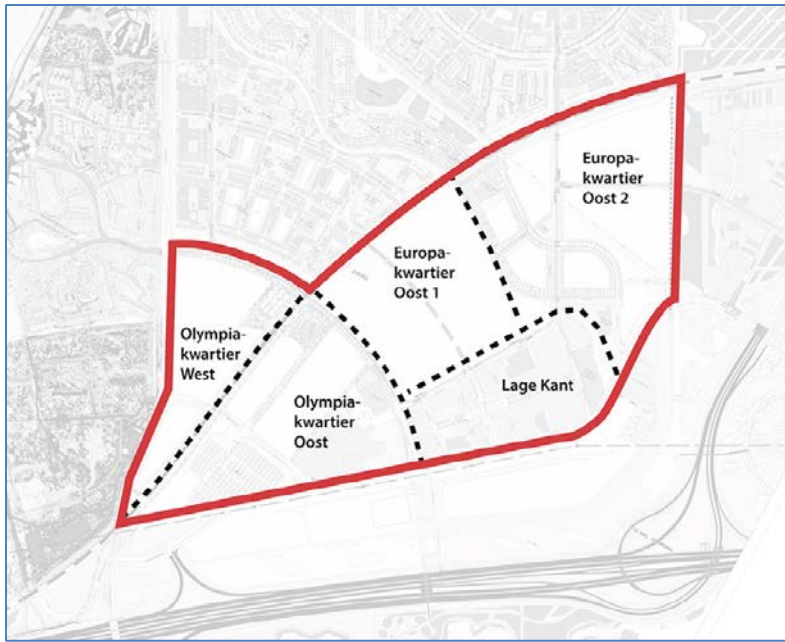 Europa-
kwartier
Oost 2
Europa-
kwartier
Oost 1
Olympia-
kwartier
West
Olympia-
kwartier
Oost
Lage Kant